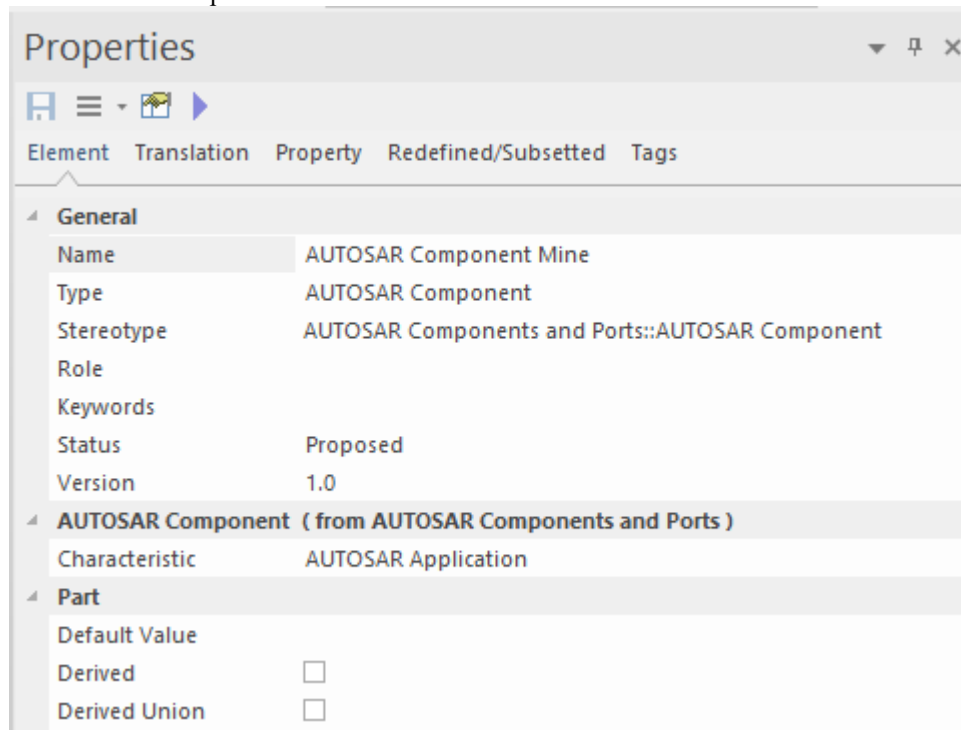 Properties
Element Translation Property Redefined/Subsetted Tags
General
Name AUTOSAR Component Mine
Type AUTOSAR Component
Stereotype AUTOSAR Components and Ports::AUTOSAR Component
Role
Keywords
Status Proposed
Version 1.0
AUTOSAR Component ( from AUTOSAR Components and Ports )
Characteristic AUTOSAR Application
Part
Default Value
Derived
Derived Union